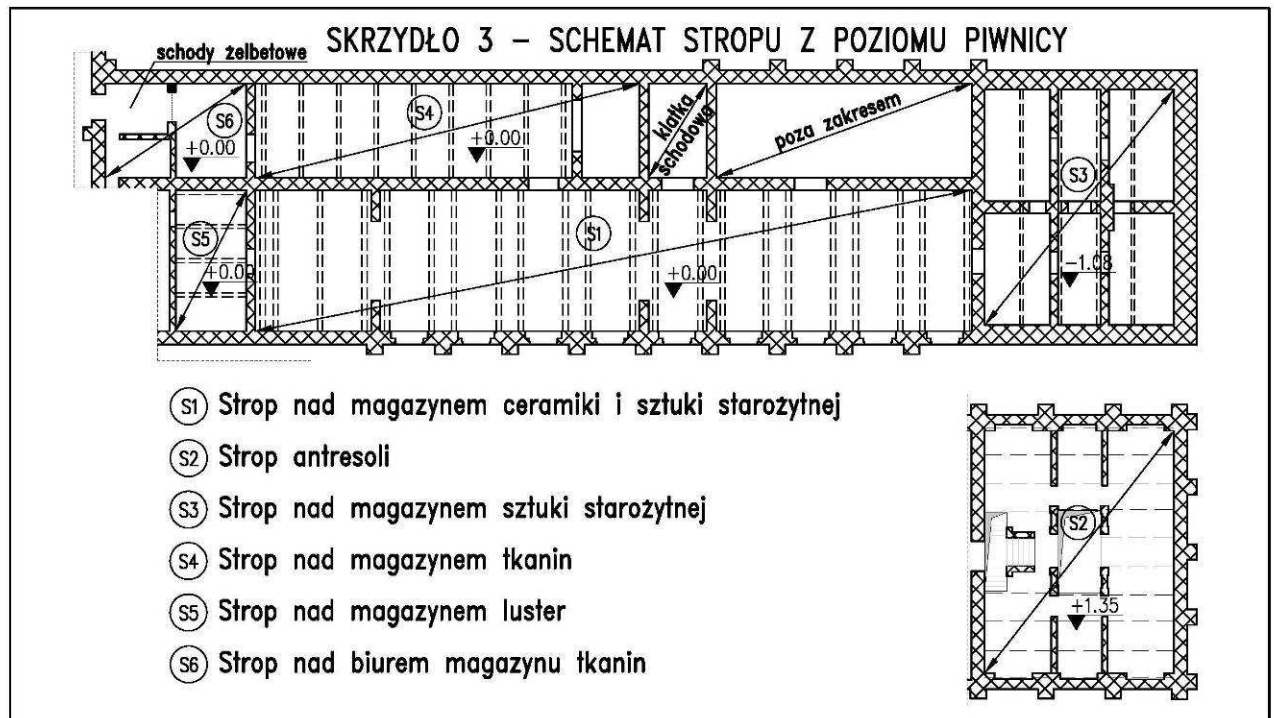 SKRZYDŁO 3 – SCHEMAT STROPU Z POZIOMU PIWNICY
schody żelbetowe
S6
+0.00
S4
+0.00
klatka
schodowa
poza zakresem
S3
-1.08
S5
+0.00
S1
+0.00
S1 Strop nad magazynem ceramiki i sztuki starożytnej
S2 Strop antresoli
S3 Strop nad magazynem sztuki starożytnej
S4 Strop nad magazynem tkanin
S5 Strop nad magazynem luster
S6 Strop nad biurem magazynu tkanin
S2
+1.35